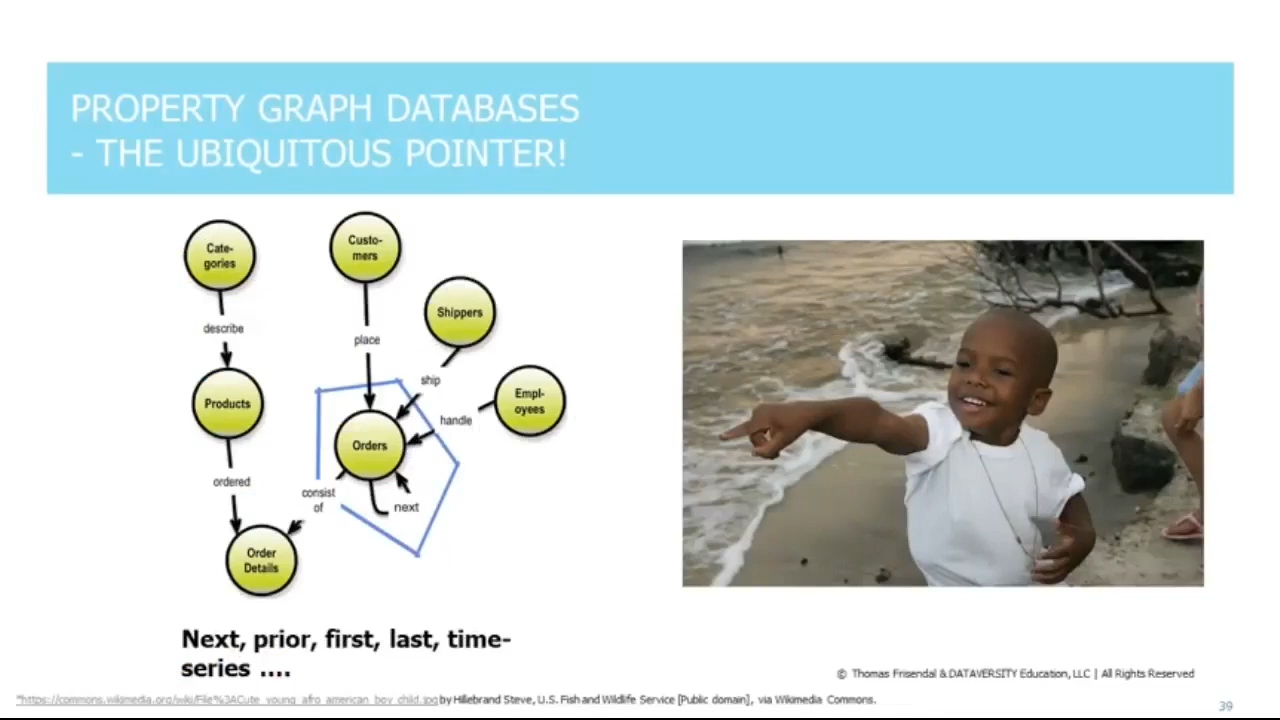 PROPERTY GRAPH DATABASES
- THE UBIQUITOUS POINTER!
Cate-
gories
Custo-
mers
Shippers
describe
place
ship
Empl-
oyees
Products
handle
Orders
ordered
consist
of
next
Order
Details
Next, prior, first, last, time-
series ....
© Thomas Frisendal & DATAVERSITY Education, LLC | All Rights Reserved
"https://commons.wikimedia.org/wiki/File%3ACute_young_afro_american_boy_child.jpg by Hillebrand Steve, U.S. Fish and Wildlife Service [Public domain], via Wikimedia Commons.
39